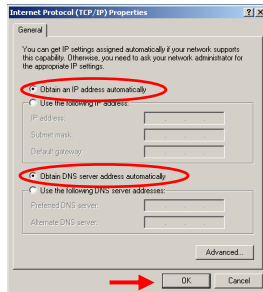 Internet Protocol (TCP/IP) Properties
General
You can get IP settings assigned automatically if your network supports
this capability. Otherwise, you need to ask your network administrator for
the appropriate IP settings.
Obtain an IP address automatically
Use the following IP address:
IP address:
Subnet mask:
Default gateway:
Obtain DNS server address automatically
Use the following DNS server addresses:
Preferred DNS server:
Alternate DNS server:
Advanced...
OK Cancel